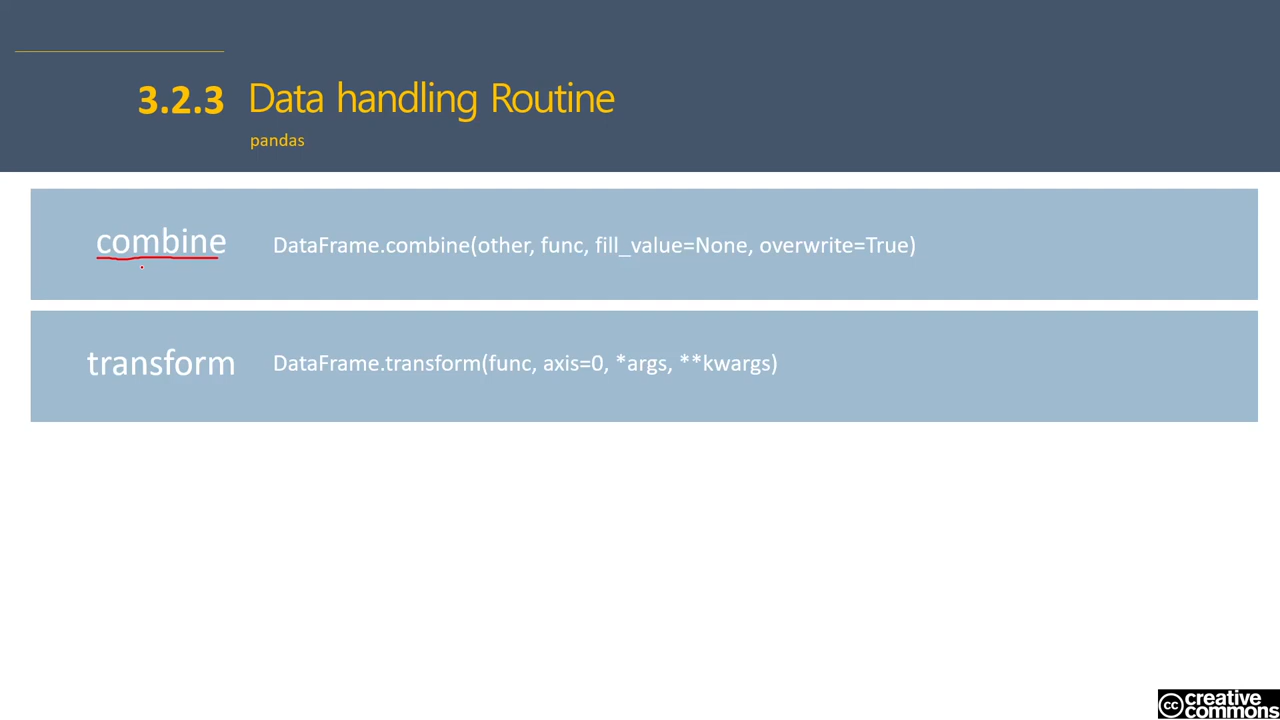 3.2.3 Data handling Routine
pandas
combine DataFrame.combine(other, func, fill_value=None, overwrite=True)
transform DataFrame.transform(func, axis=0, *args, **kwargs)
cc creative
commons